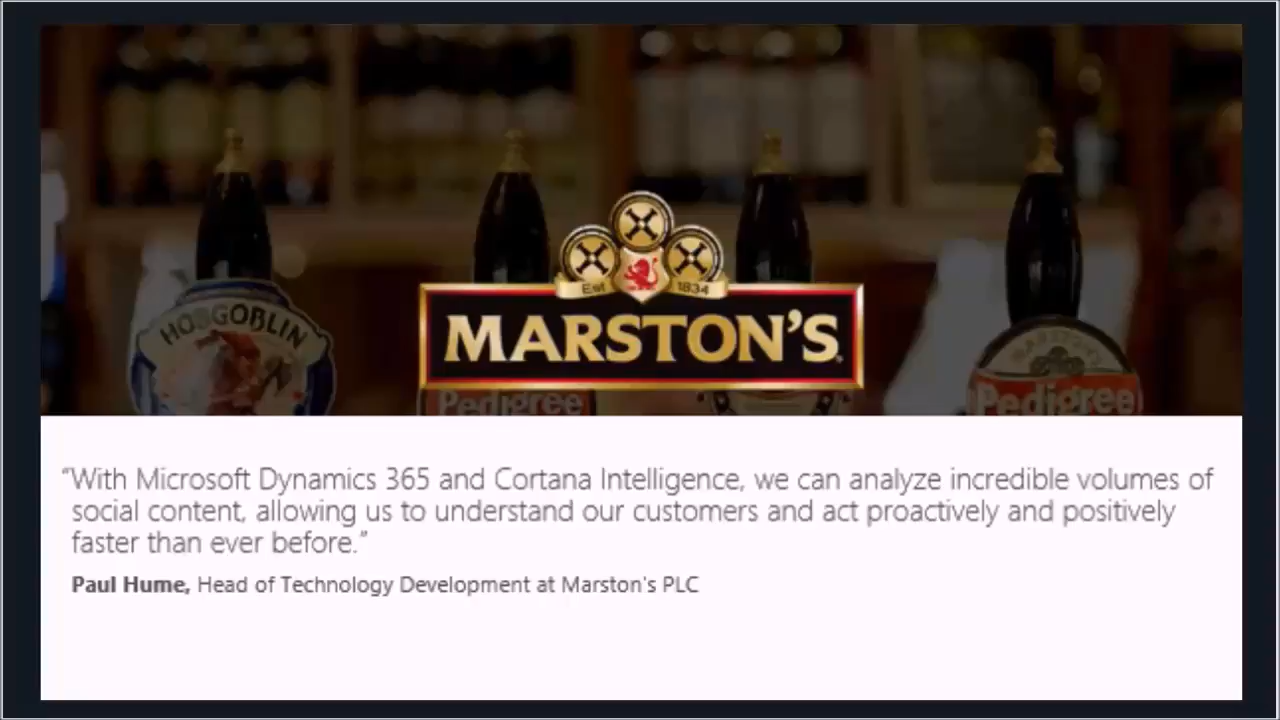 HOBGOBLIN
Est 1834
MARSTON'S
Pedigree
MARSTON'S
Pedigree
“With Microsoft Dynamics 365 and Cortana Intelligence, we can analyze incredible volumes of
social content, allowing us to understand our customers and act proactively and positively
faster than ever before.”
Paul Hume, Head of Technology Development at Marston's PLC